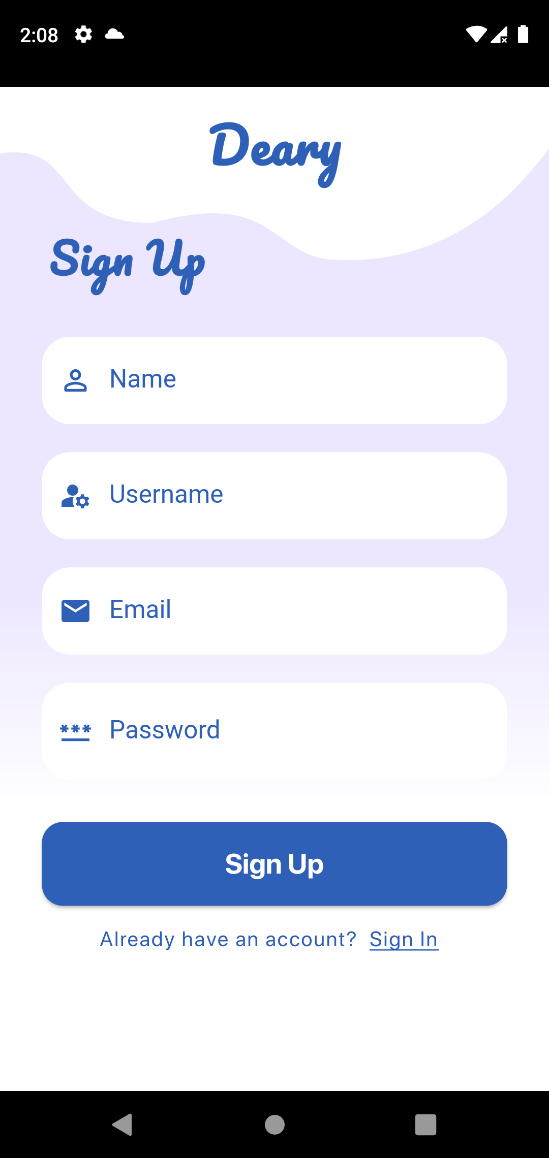 2:08
Deary
Sign Up
Name
Username
Email
Password
Sign Up
Already have an account? Sign In